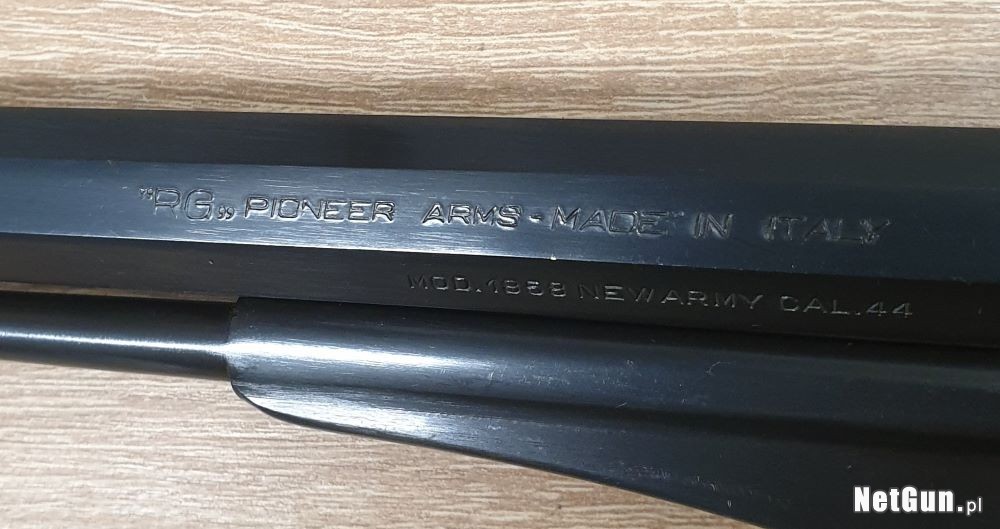 "RG„ PIONEER ARMS - MADE IN ITALY
MOD.1858 NEW ARMY CAL.44
NetGun.pl